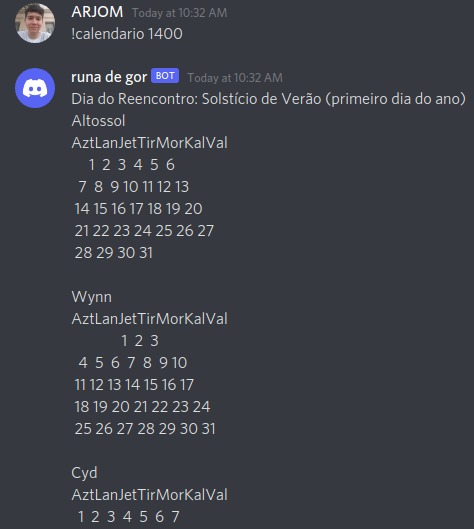 ARJOM Today at 10:32 AM
!calendario 1400
runa de gor BOT Today at 10:32 AM
Dia do Reencontro: Solstício de Verão (primeiro dia do ano)
Altossol
AztLanJetTirMorKalVal
1 2 3 4 5 6
7 8 9 10 11 12 13
14 15 16 17 18 19 20
21 22 23 24 25 26 27
28 29 30 31
Wynn
AztLanJetTirMorKalVal
1 2 3
4 5 6 7 8 9 10
11 12 13 14 15 16 17
18 19 20 21 22 23 24
25 26 27 28 29 30 31
Cyd
AztLanJetTirMorKalVal
1 2 3 4 5 6 7